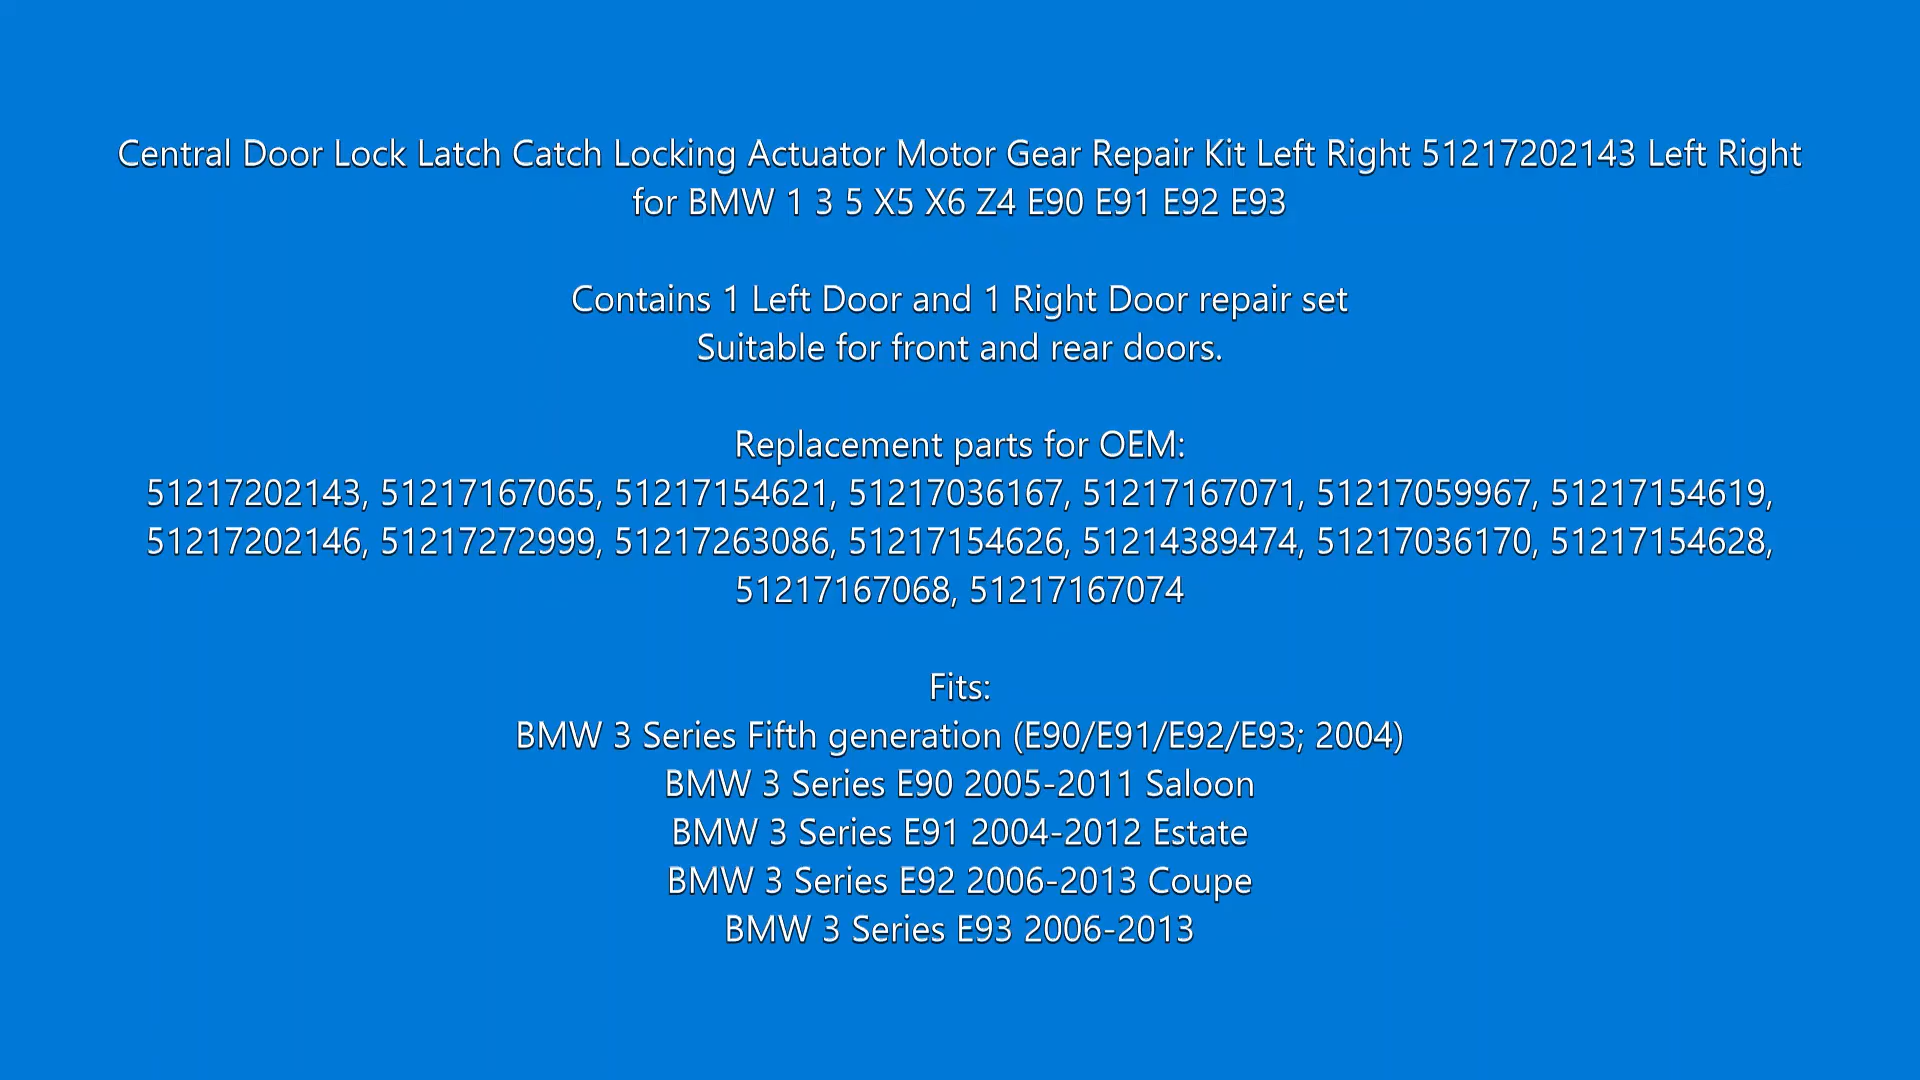 Central Door Lock Latch Catch Locking Actuator Motor Gear Repair Kit Left Right 51217202143 Left Right
for BMW 1 3 5 X5 X6 Z4 E90 E91 E92 E93
Contains 1 Left Door and 1 Right Door repair set
Suitable for front and rear doors.
Replacement parts for OEM:
51217202143, 51217167065, 51217154621, 51217036167, 51217167071, 51217059967, 51217154619,
51217202146, 51217272999, 51217263086, 51217154626, 51214389474, 51217036170, 51217154628,
51217167068, 51217167074
Fits:
BMW 3 Series Fifth generation (E90/E91/E92/E93; 2004)
BMW 3 Series E90 2005-2011 Saloon
BMW 3 Series E91 2004-2012 Estate
BMW 3 Series E92 2006-2013 Coupe
BMW 3 Series E93 2006-2013